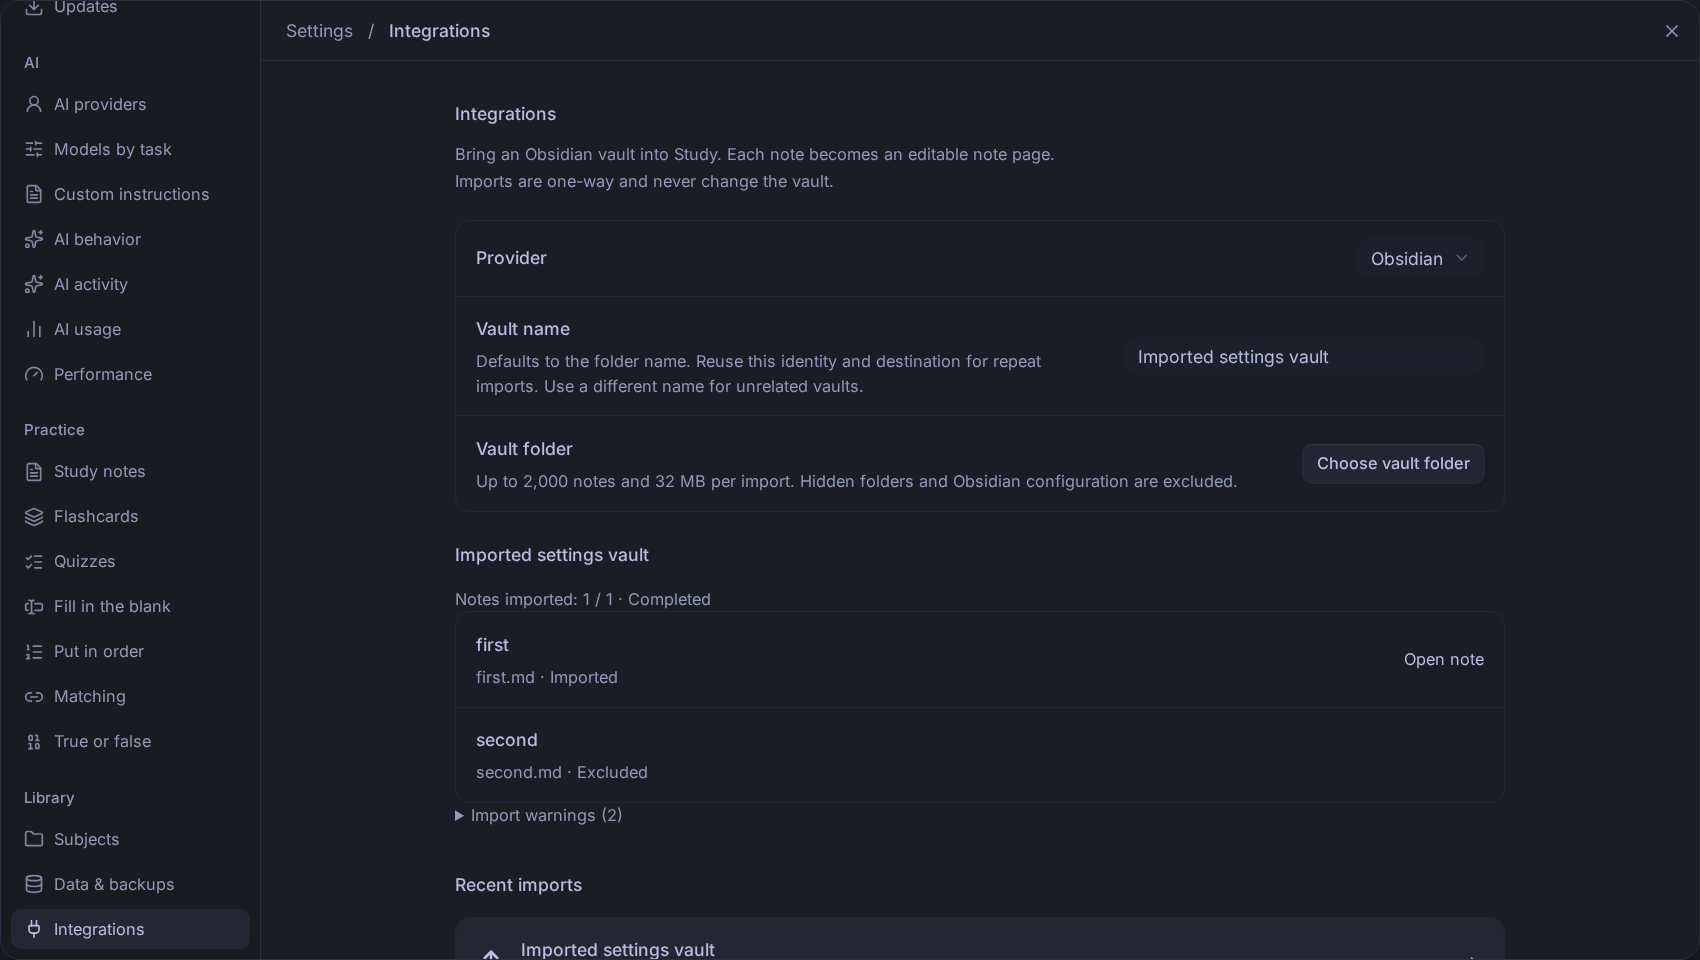 Updates
AI
AI providers
Models by task
Custom instructions
AI behavior
AI activity
AI usage
Performance
Practice
Study notes
Flashcards
Quizzes
Fill in the blank
Put in order
Matching
True or false
Library
Subjects
Data & backups
Integrations
Settings / Integrations
Integrations
Bring an Obsidian vault into Study. Each note becomes an editable note page.
Imports are one-way and never change the vault.
Provider
Obsidian
Vault name
Defaults to the folder name. Reuse this identity and destination for repeat
imports. Use a different name for unrelated vaults.
Imported settings vault
Vault folder
Up to 2,000 notes and 32 MB per import. Hidden folders and Obsidian configuration are excluded.
Choose vault folder
Imported settings vault
Notes imported: 1 / 1 · Completed
first
first.md · Imported
Open note
second
second.md · Excluded
Import warnings (2)
Recent imports
Imported settings vault